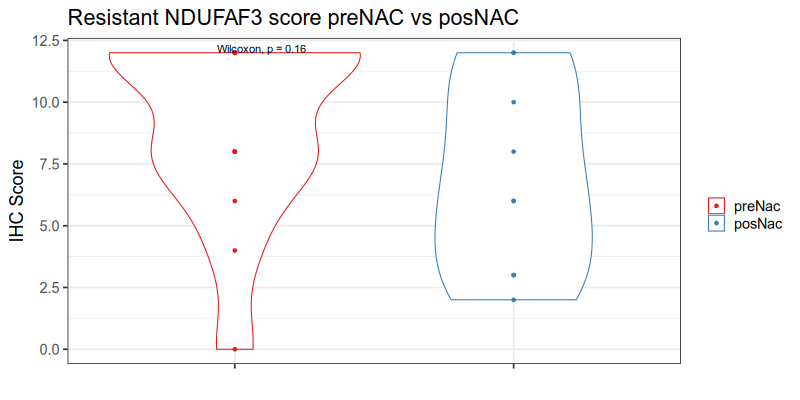 Resistant NDUFAF3 score preNAC vs posNAC
12.5
Wilcoxon, p = 0.16
10.0
7.5
IHC Score
5.0
2.5
0.0
preNac
posNac